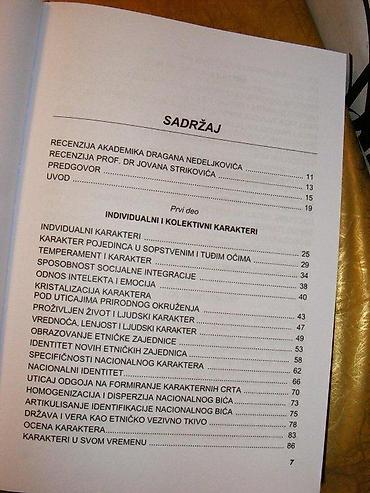 SADRŽAJ
RECENZIJA AKADEMIKA DRAGANA NEDELJKOVIĆA 11
RECENZIJA PROF. DR JOVANA STRIKOVIĆA 13
PREDGOVOR 15
UVOD 19
Prvi deo
INDIVIDUALNI I KOLEKTIVNI KARAKTERI
INDVIDUALNI KARAKTERI 25
KARAKTER POJEDINCA U SOPSTVENIM I TUĐIM OČIMA 29
TEMPERAMENT I KARAKTER 34
SPOSOBNOST SOCIJALNE INTEGRACIJE 38
ODNOS INTELEKTA I EMOCIJA 40
KRISTALIZACIJA KARAKTERA
POD UTICAJIMA PRIRODNOG OKRUŽENJA 43
PROŽIVLJEN ŽIVOT I LJUDSKI KARAKTER 47
VREDNOĆA, LENJOST I LJUDSKI KARAKTER 49
OBRAZOVANJE ETNIČKE ZAJEDNICE 53
IDENTITET NOVIH ETNIČKIH ZAJEDNICA 58
SPECIFIČNOSTI NACIONALNOG KARAKTERA 62
NACIONALNI IDENTITET 66
UTICAJ ODGOJA NA FORMIRANJE KARAKTERNIH CRTA 70
HOMOGENIZACIJA I DISPERZIJA NACIONALNOG BIĆA 73
ARTIKULISANJE IDENTIFIKACIJE NACIONALNOG BIĆA 75
DRŽAVA I VERA KAO ETNIČKO VEZIVNO TKIVO 78
OCENA KARAKTERA 83
KARAKTERI U SVOM VREMENU 86
7